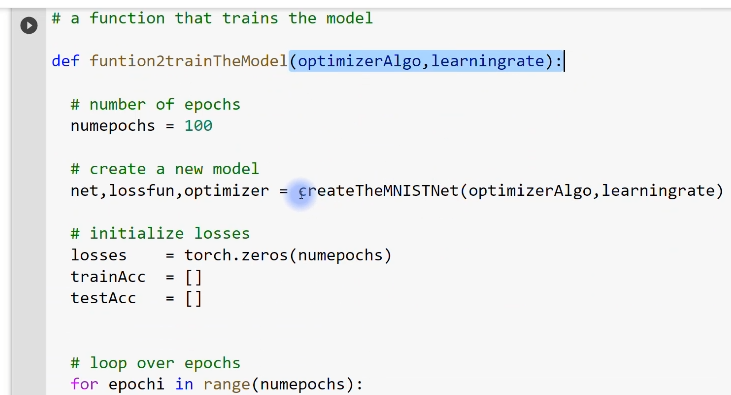 # a function that trains the model
def funtion2trainTheModel(optimizerAlgo,learningrate):
# number of epochs
numepochs = 100
# create a new model
net,lossfun,optimizer = createTheMNISTNet(optimizerAlgo,learningrate)
# initialize losses
losses    = torch.zeros(numepochs)
trainAcc  = []
testAcc   = []
# loop over epochs
for epochi in range(numepochs):